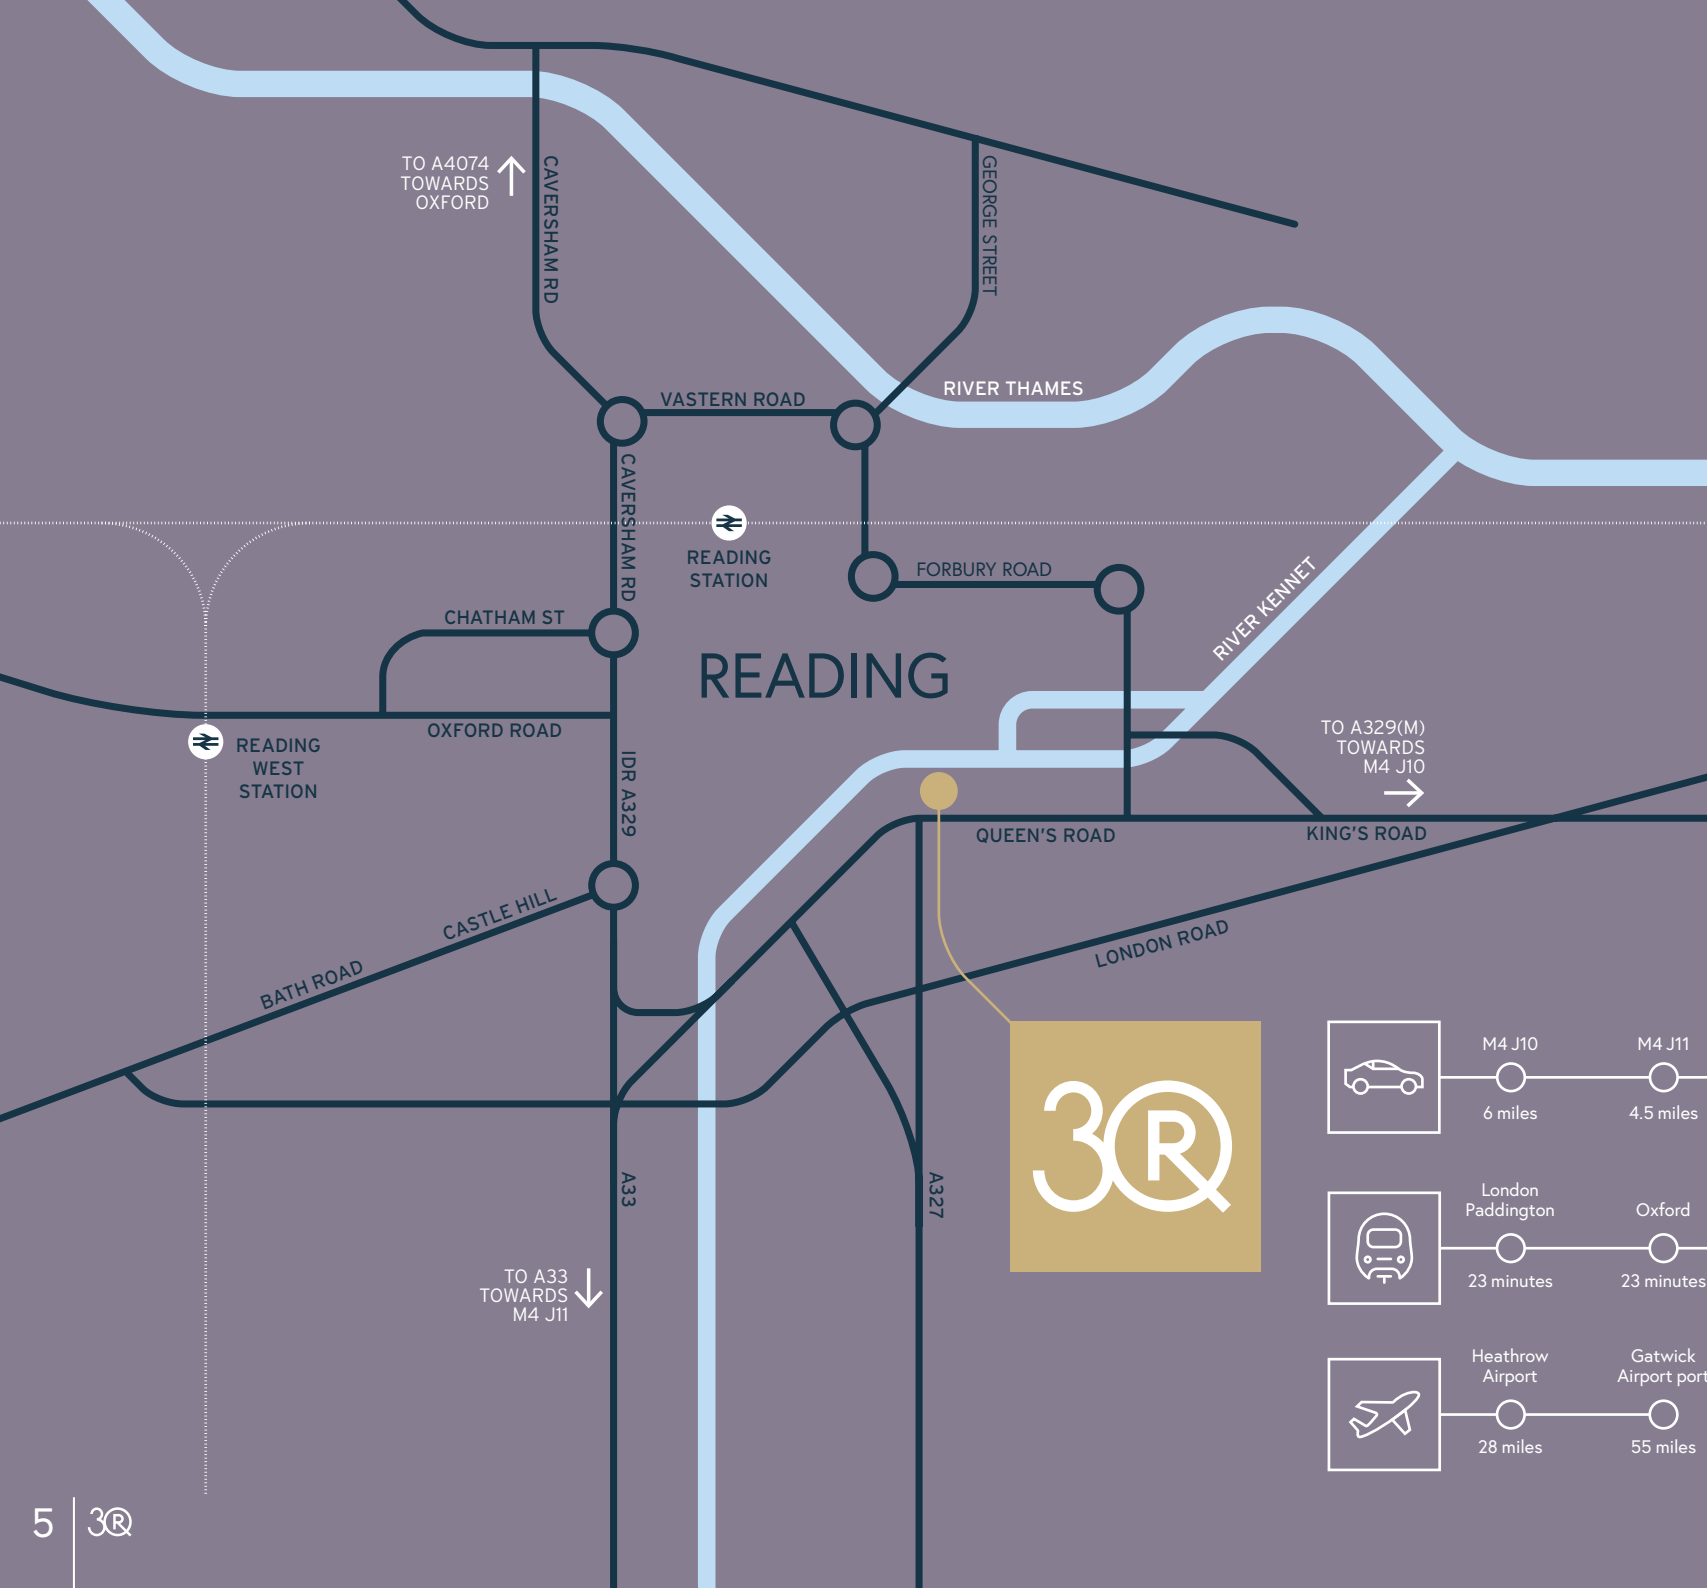 TO A4074
TOWARDS
OXFORD
CAVERSHAM RD
GEORGE STREET
RIVER THAMES
VASTERN ROAD
CAVERSHAM RD
READING
STATION
FORBURY ROAD
RIVER KENNET
CHATHAM ST
READING
OXFORD ROAD
READING
WEST
STATION
IDR A329
TO A329(M)
TOWARDS
M4 J10
QUEEN'S ROAD
KING'S ROAD
CASTLE HILL
BATH ROAD
LONDON ROAD
A33
A327
TO A33
TOWARDS
M4 J11
3QR
M4 J10
6 miles
M4 J11
4.5 miles
London
Paddington
23 minutes
Oxford
23 minutes
Heathrow
Airport
28 miles
Gatwick
Airport port
55 miles
5
3QR